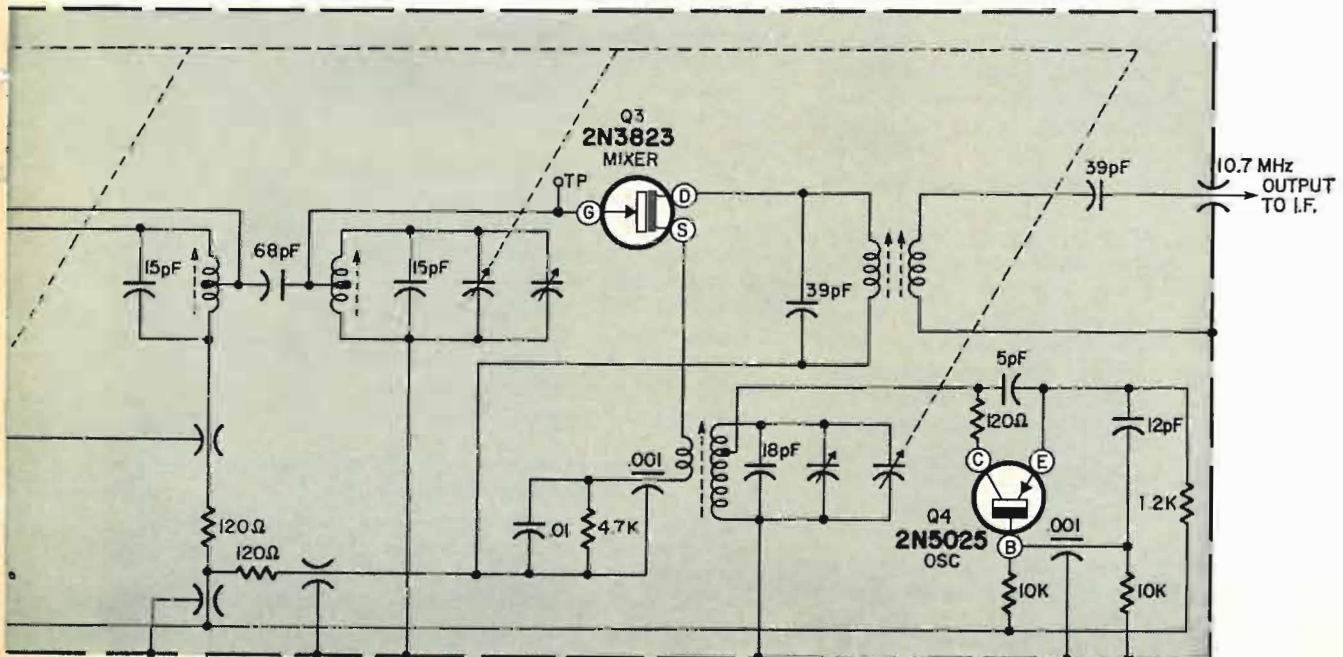 Q3
2N3823
MIXER
TP
G
D
S
39pF
10.7 MHz
OUTPUT
TO I.F.
15pF
.68pF
15pF
39pF
5pF
120Ω
12pF
18pF
C
E
.001
1.2K
120Ω
.01
4.7K
Q4
2N5025
OSC
.001
B
120Ω
10K
10K